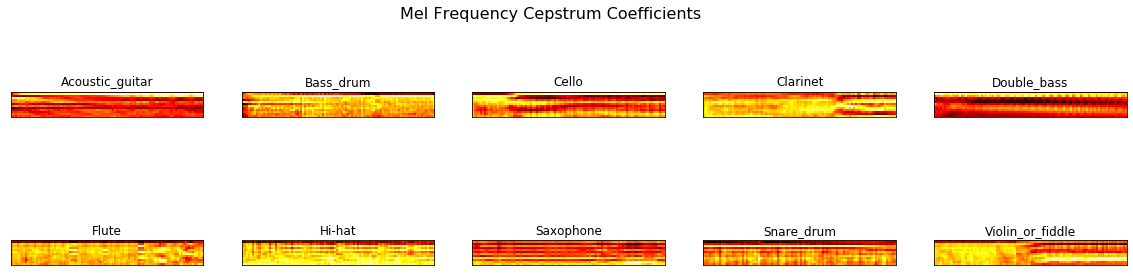 Mel Frequency Cepstrum Coefficients
Acoustic_guitar
Bass_drum
Cello
Clarinet
Double_bass
Flute
Hi-hat
Saxophone
Snare_drum
Violin_or_fiddle